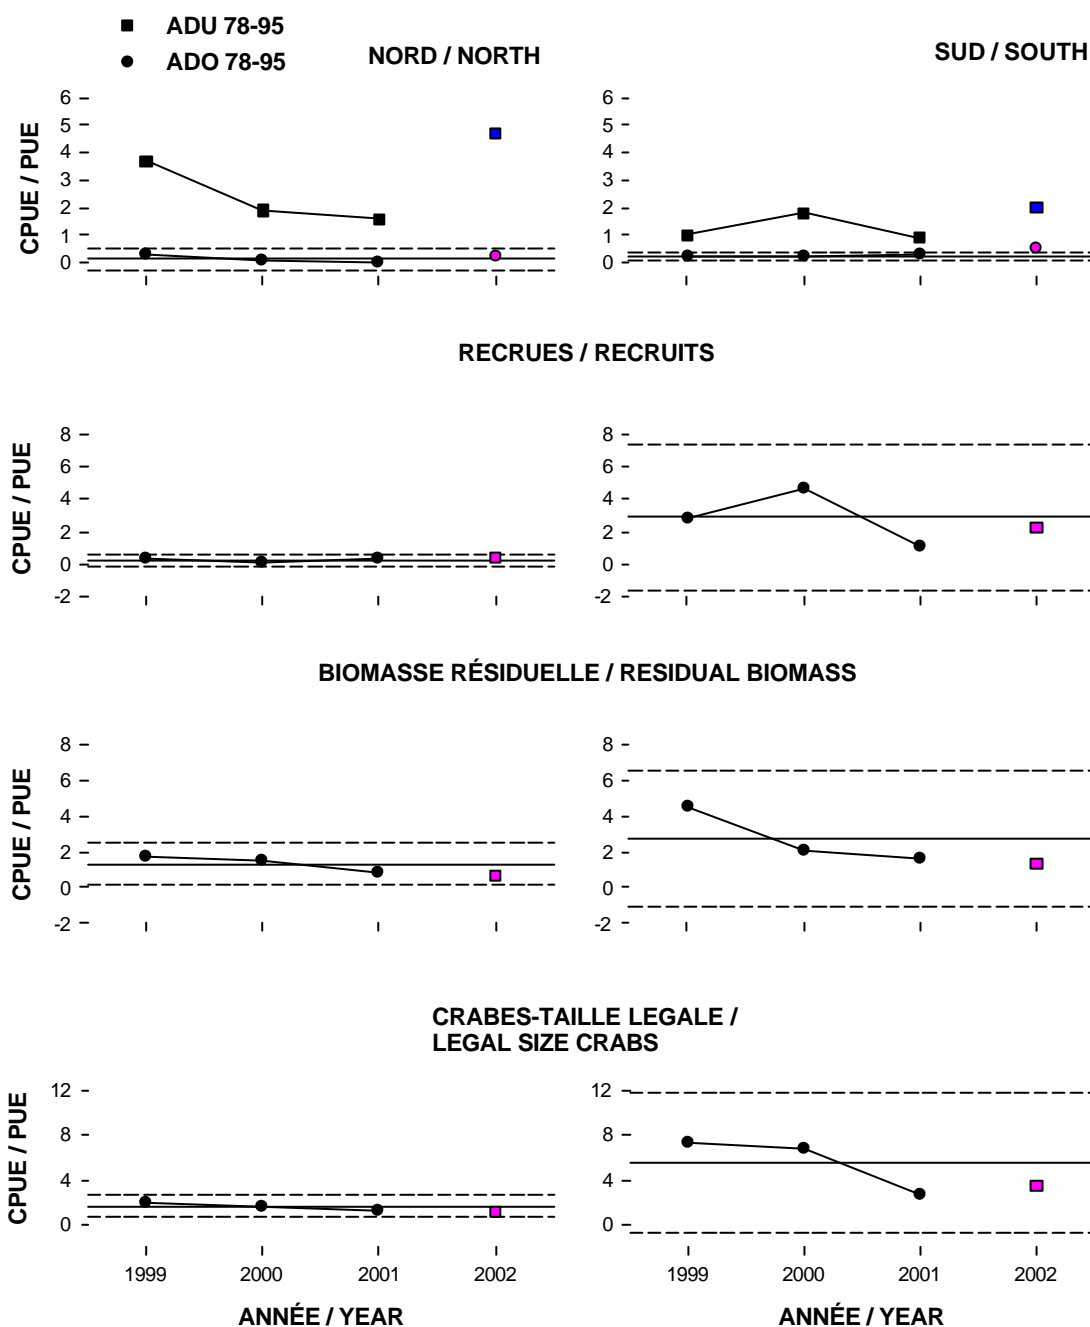 ADU 78-95
ADO 78-95
NORD / NORTH
SUD / SOUTH
CPUE / PUE
6
5
4
3
2
1
0
6
5
4
3
2
1
0
RECRUES / RECRUITS
CPUE / PUE
8
6
4
2
0
-2
8
6
4
2
0
-2
BIOMASSE RÉSIDUELLE / RESIDUAL BIOMASS
CPUE / PUE
8
6
4
2
0
-2
8
6
4
2
0
-2
CRABES-TAILLE LEGALE /
LEGAL SIZE CRABS
CPUE / PUE
12
8
4
0
12
8
4
0
1999 2000 2001 2002
1999 2000 2001 2002
ANNÉE / YEAR
ANNÉE / YEAR